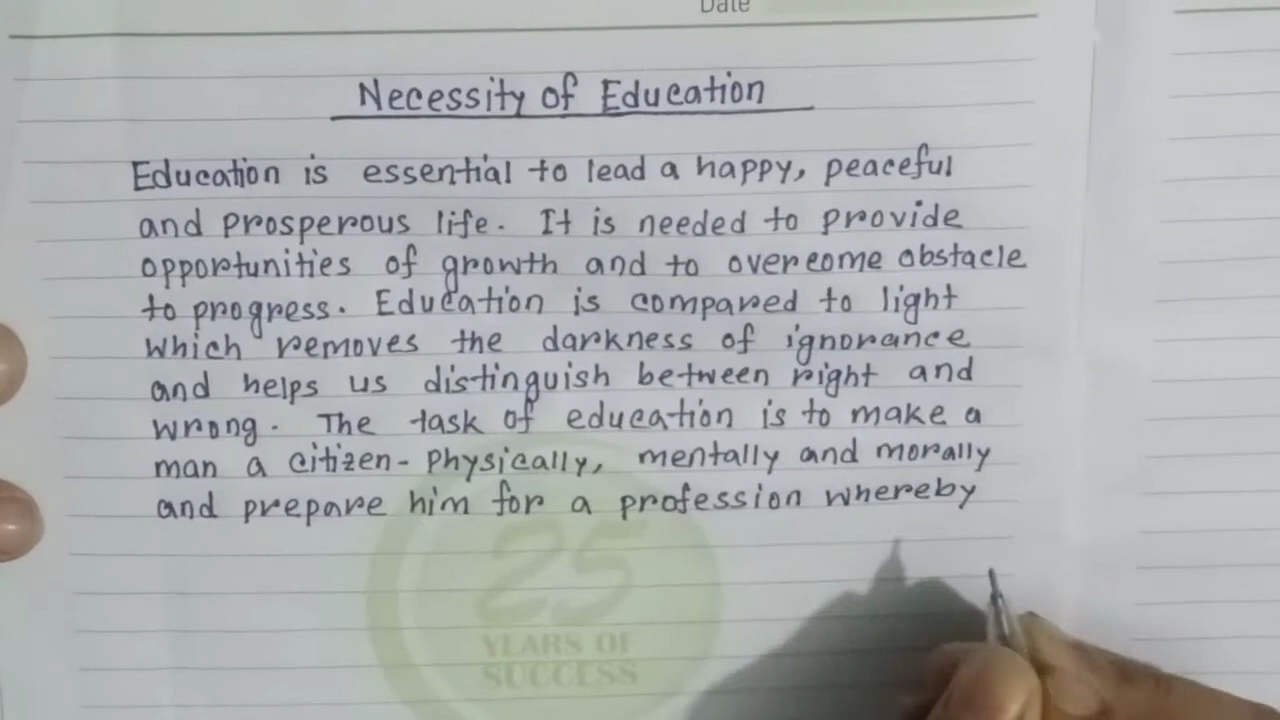 Date
Necessity of Education
Education is essential to lead a happy, peaceful
and prosperous life. It is needed to provide
opportunities of growth and to overcome obstacle
to progress. Education is compared to light
which removes the darkness of ignorance
and helps us distinguish between right and
wrong. The task of education is to make a
man a citizen - physically, mentally and morally
and prepare him for a profession whereby
25
YEARS OF
SUCCESS